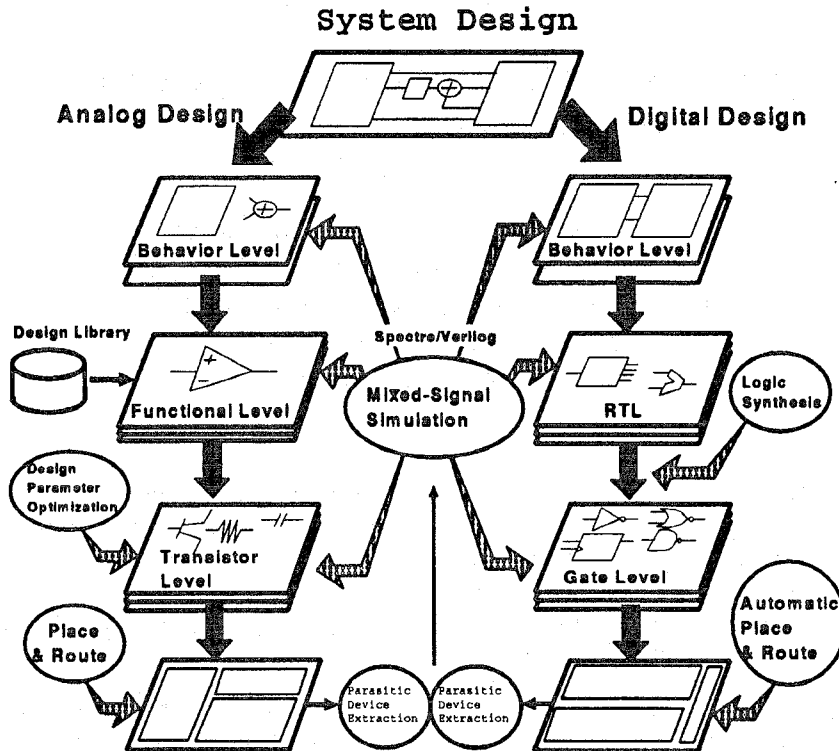 System Design
Analog Design
Digital Design
Behavior Level
Behavior Level
Design Library
Spectre/Verilog
Mixed-Signal
Simulation
Functional Level
RTL
Logic
Synthesis
Design
Parameter
Optimization
Transistor
Level
Gate Level
Place
& Route
Automatic
Place
& Route
Parasitic
Device
Extraction
Parasitic
Device
Extraction